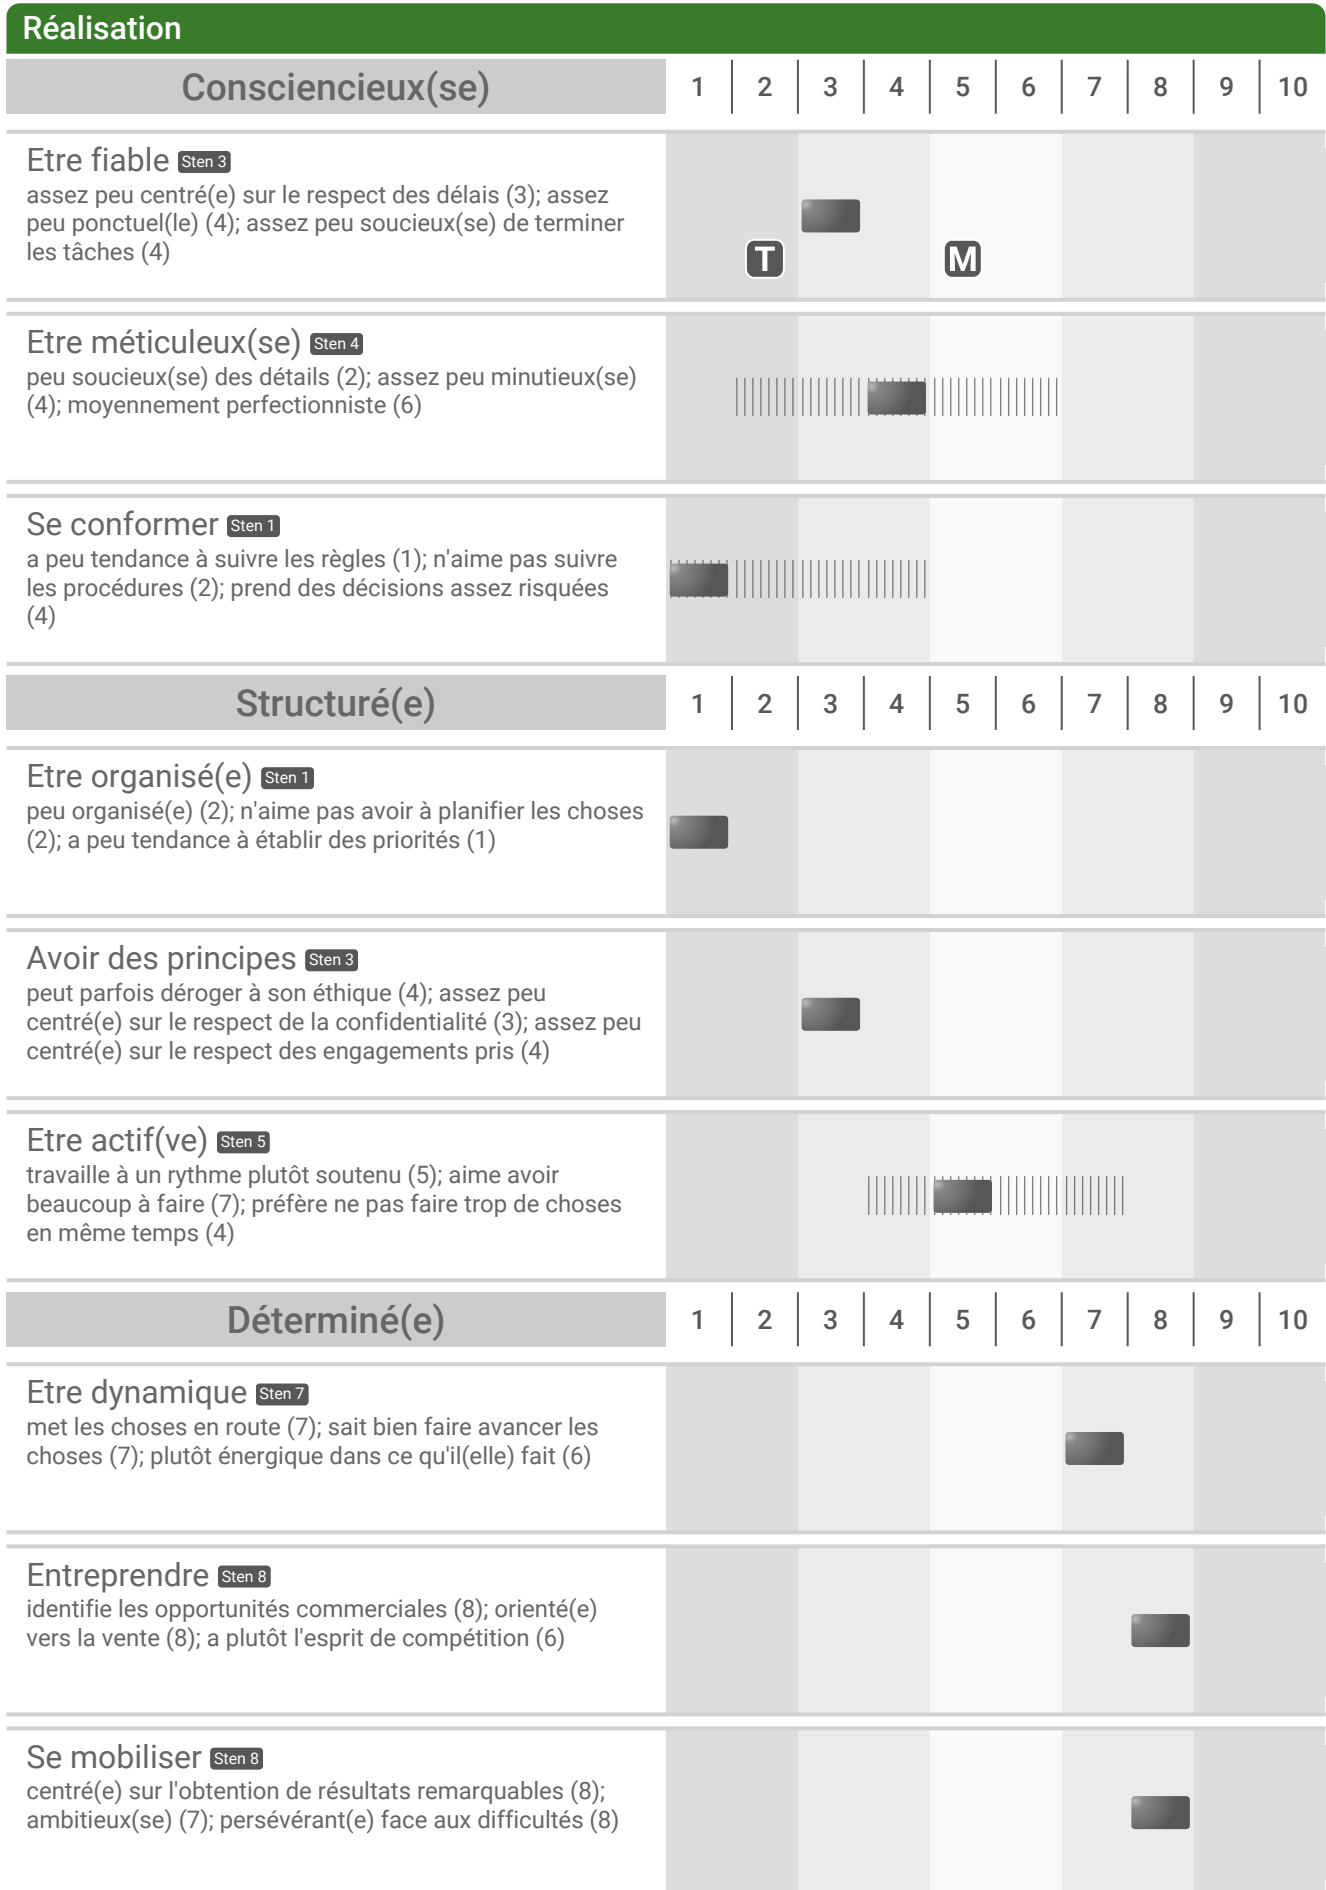 Réalisation
Consciencieux(se) 1 2 3 4 5 6 7 8 9 10
Etre fiable Sten 3
assez peu centré(e) sur le respect des délais (3); assez
peu ponctuel(le) (4); assez peu soucieux(se) de terminer
les tâches (4)
T M
Etre méticuleux(se) Sten 4
peu soucieux(se) des détails (2); assez peu minutieux(se)
(4); moyennement perfectionniste (6)
Se conformer Sten 1
a peu tendance à suivre les règles (1); n'aime pas suivre
les procédures (2); prend des décisions assez risquées
(4)
Structuré(e) 1 2 3 4 5 6 7 8 9 10
Etre organisé(e) Sten 1
peu organisé(e) (2); n'aime pas avoir à planifier les choses
(2); a peu tendance à établir des priorités (1)
Avoir des principes Sten 3
peut parfois déroger à son éthique (4); assez peu
centré(e) sur le respect de la confidentialité (3); assez peu
centré(e) sur le respect des engagements pris (4)
Etre actif(ve) Sten 5
travaille à un rythme plutôt soutenu (5); aime avoir
beaucoup à faire (7); préfère ne pas faire trop de choses
en même temps (4)
Déterminé(e) 1 2 3 4 5 6 7 8 9 10
Etre dynamique Sten 7
met les choses en route (7); sait bien faire avancer les
choses (7); plutôt énergique dans ce qu'il(elle) fait (6)
Entreprendre Sten 8
identifie les opportunités commerciales (8); orienté(e)
vers la vente (8); a plutôt l'esprit de compétition (6)
Se mobiliser Sten 8
centré(e) sur l'obtention de résultats remarquables (8);
ambitieux(se) (7); persévérant(e) face aux difficultés (8)